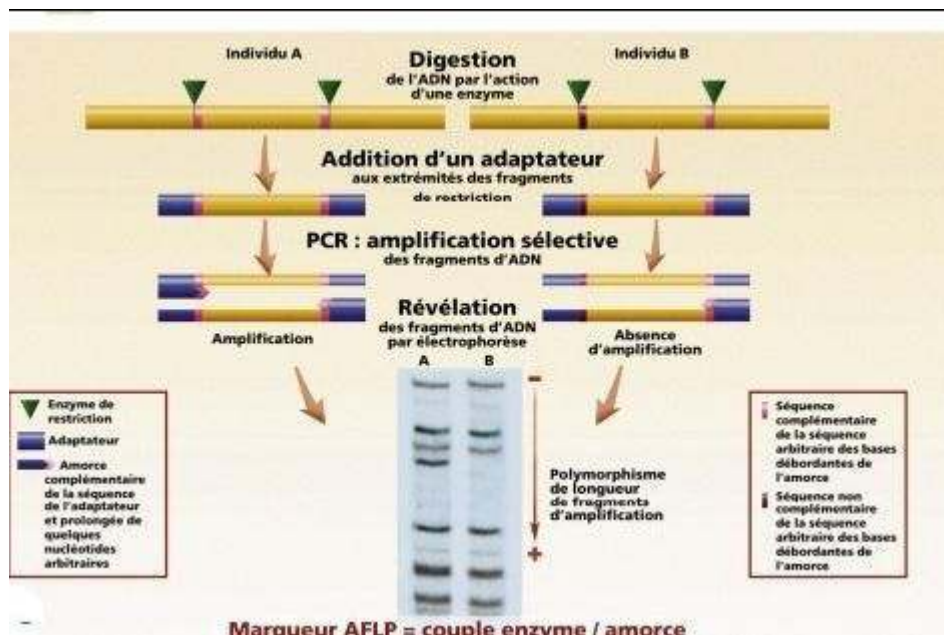 Individu A
Individu B
Digestion
de l'ADN par l'action
d'une enzyme
Addition d'un adaptateur
aux extrémités des fragments
de restriction
PCR : amplification sélective
des fragments d'ADN
Révélation
des fragments d'ADN
par électrophorèse
Amplification
Absence
d'amplification
A
B
Enzyme de
restriction
Adaptateur
Amorce
complémentaire
de la séquence
de l'adaptateur
et prolongée de
quelques
nucléotides
arbitraires
-
Polymorphisme
de longueur
de fragments
d'amplification
+
Séquence
complémentaire
de la séquence
arbitraire des bases
débordantes de
l'amorce
Séquence non
complémentaire
de la séquence
arbitraire des bases
débordantes de
l'amorce
Marqueur AFLP = couple enzyme / amorce